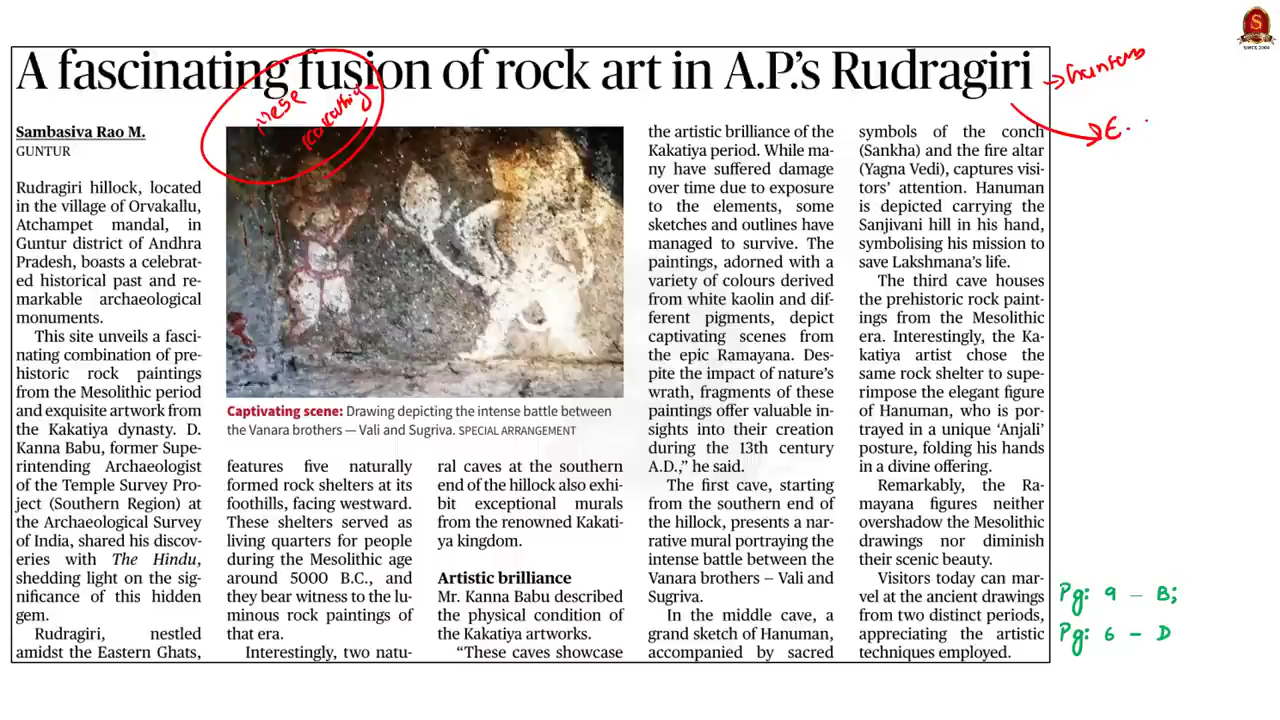 S
SINCE 2004
A fascinating fusion of rock art in A.P.'s Rudragiri
Sambasiva Rao M.
GUNTUR
Rudragiri hillock, located
in the village of Orvakallu,
Atchampet mandal, in
Guntur district of Andhra
Pradesh, boasts a celebrat-
ed historical past and re-
markable archaeological
monuments.
This site unveils a fasci-
nating combination of pre-
historic rock paintings
from the Mesolithic period
and exquisite artwork from
the Kakatiya dynasty. D.
Kanna Babu, former Supe-
rintending Archaeologist
of the Temple Survey Pro-
ject (Southern Region) at
the Archaeological Survey
of India, shared his discov-
eries with The Hindu,
shedding light on the sig-
nificance of this hidden
gem.
Rudragiri, nestled
amidst the Eastern Ghats,
Captivating scene: Drawing depicting the intense battle between
the Vanara brothers — Vali and Sugriva. SPECIAL ARRANGEMENT
features five naturally
formed rock shelters at its
foothills, facing westward.
These shelters served as
living quarters for people
during the Mesolithic age
around 5000 B.C., and
they bear witness to the lu-
minous rock paintings of
that era.
Interestingly, two natu-
ral caves at the southern
end of the hillock also exhi-
bit exceptional murals
from the renowned Kakati-
ya kingdom.
Artistic brilliance
Mr. Kanna Babu described
the physical condition of
the Kakatiya artworks.
“These caves showcase
the artistic brilliance of the
Kakatiya period. While ma-
ny have suffered damage
over time due to exposure
to the elements, some
sketches and outlines have
managed to survive. The
paintings, adorned with a
variety of colours derived
from white kaolin and dif-
ferent pigments, depict
captivating scenes from
the epic Ramayana. Des-
pite the impact of nature's
wrath, fragments of these
paintings offer valuable in-
sights into their creation
during the 13th century
A.D.,” he said.
The first cave, starting
from the southern end of
the hillock, presents a nar-
rative mural portraying the
intense battle between the
Vanara brothers – Vali and
Sugriva.
In the middle cave, a
grand sketch of Hanuman,
accompanied by sacred
symbols of the conch
(Sankha) and the fire altar
(Yagna Vedi), captures visi-
tors' attention. Hanuman
is depicted carrying the
Sanjivani hill in his hand,
symbolising his mission to
save Lakshmana's life.
The third cave houses
the prehistoric rock paint-
ings from the Mesolithic
era. Interestingly, the Ka-
katiya artist chose the
same rock shelter to supe-
rimpose the elegant figure
of Hanuman, who is por-
trayed in a unique ‘Anjali’
posture, folding his hands
in a divine offering.
Remarkably, the Ra-
mayana figures neither
overshadow the Mesolithic
drawings nor diminish
their scenic beauty.
Visitors today can mar-
vel at the ancient drawings
from two distinct periods,
appreciating the artistic
techniques employed.
E..
Pg: 9 – B;
Pg: 6 – D